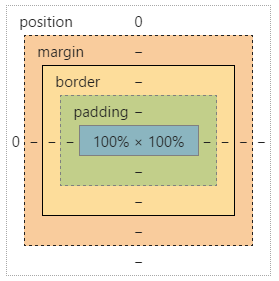 position 0
margin –
border –
padding –
0 – – – 100% × 100% – – – –
–
–
–
–